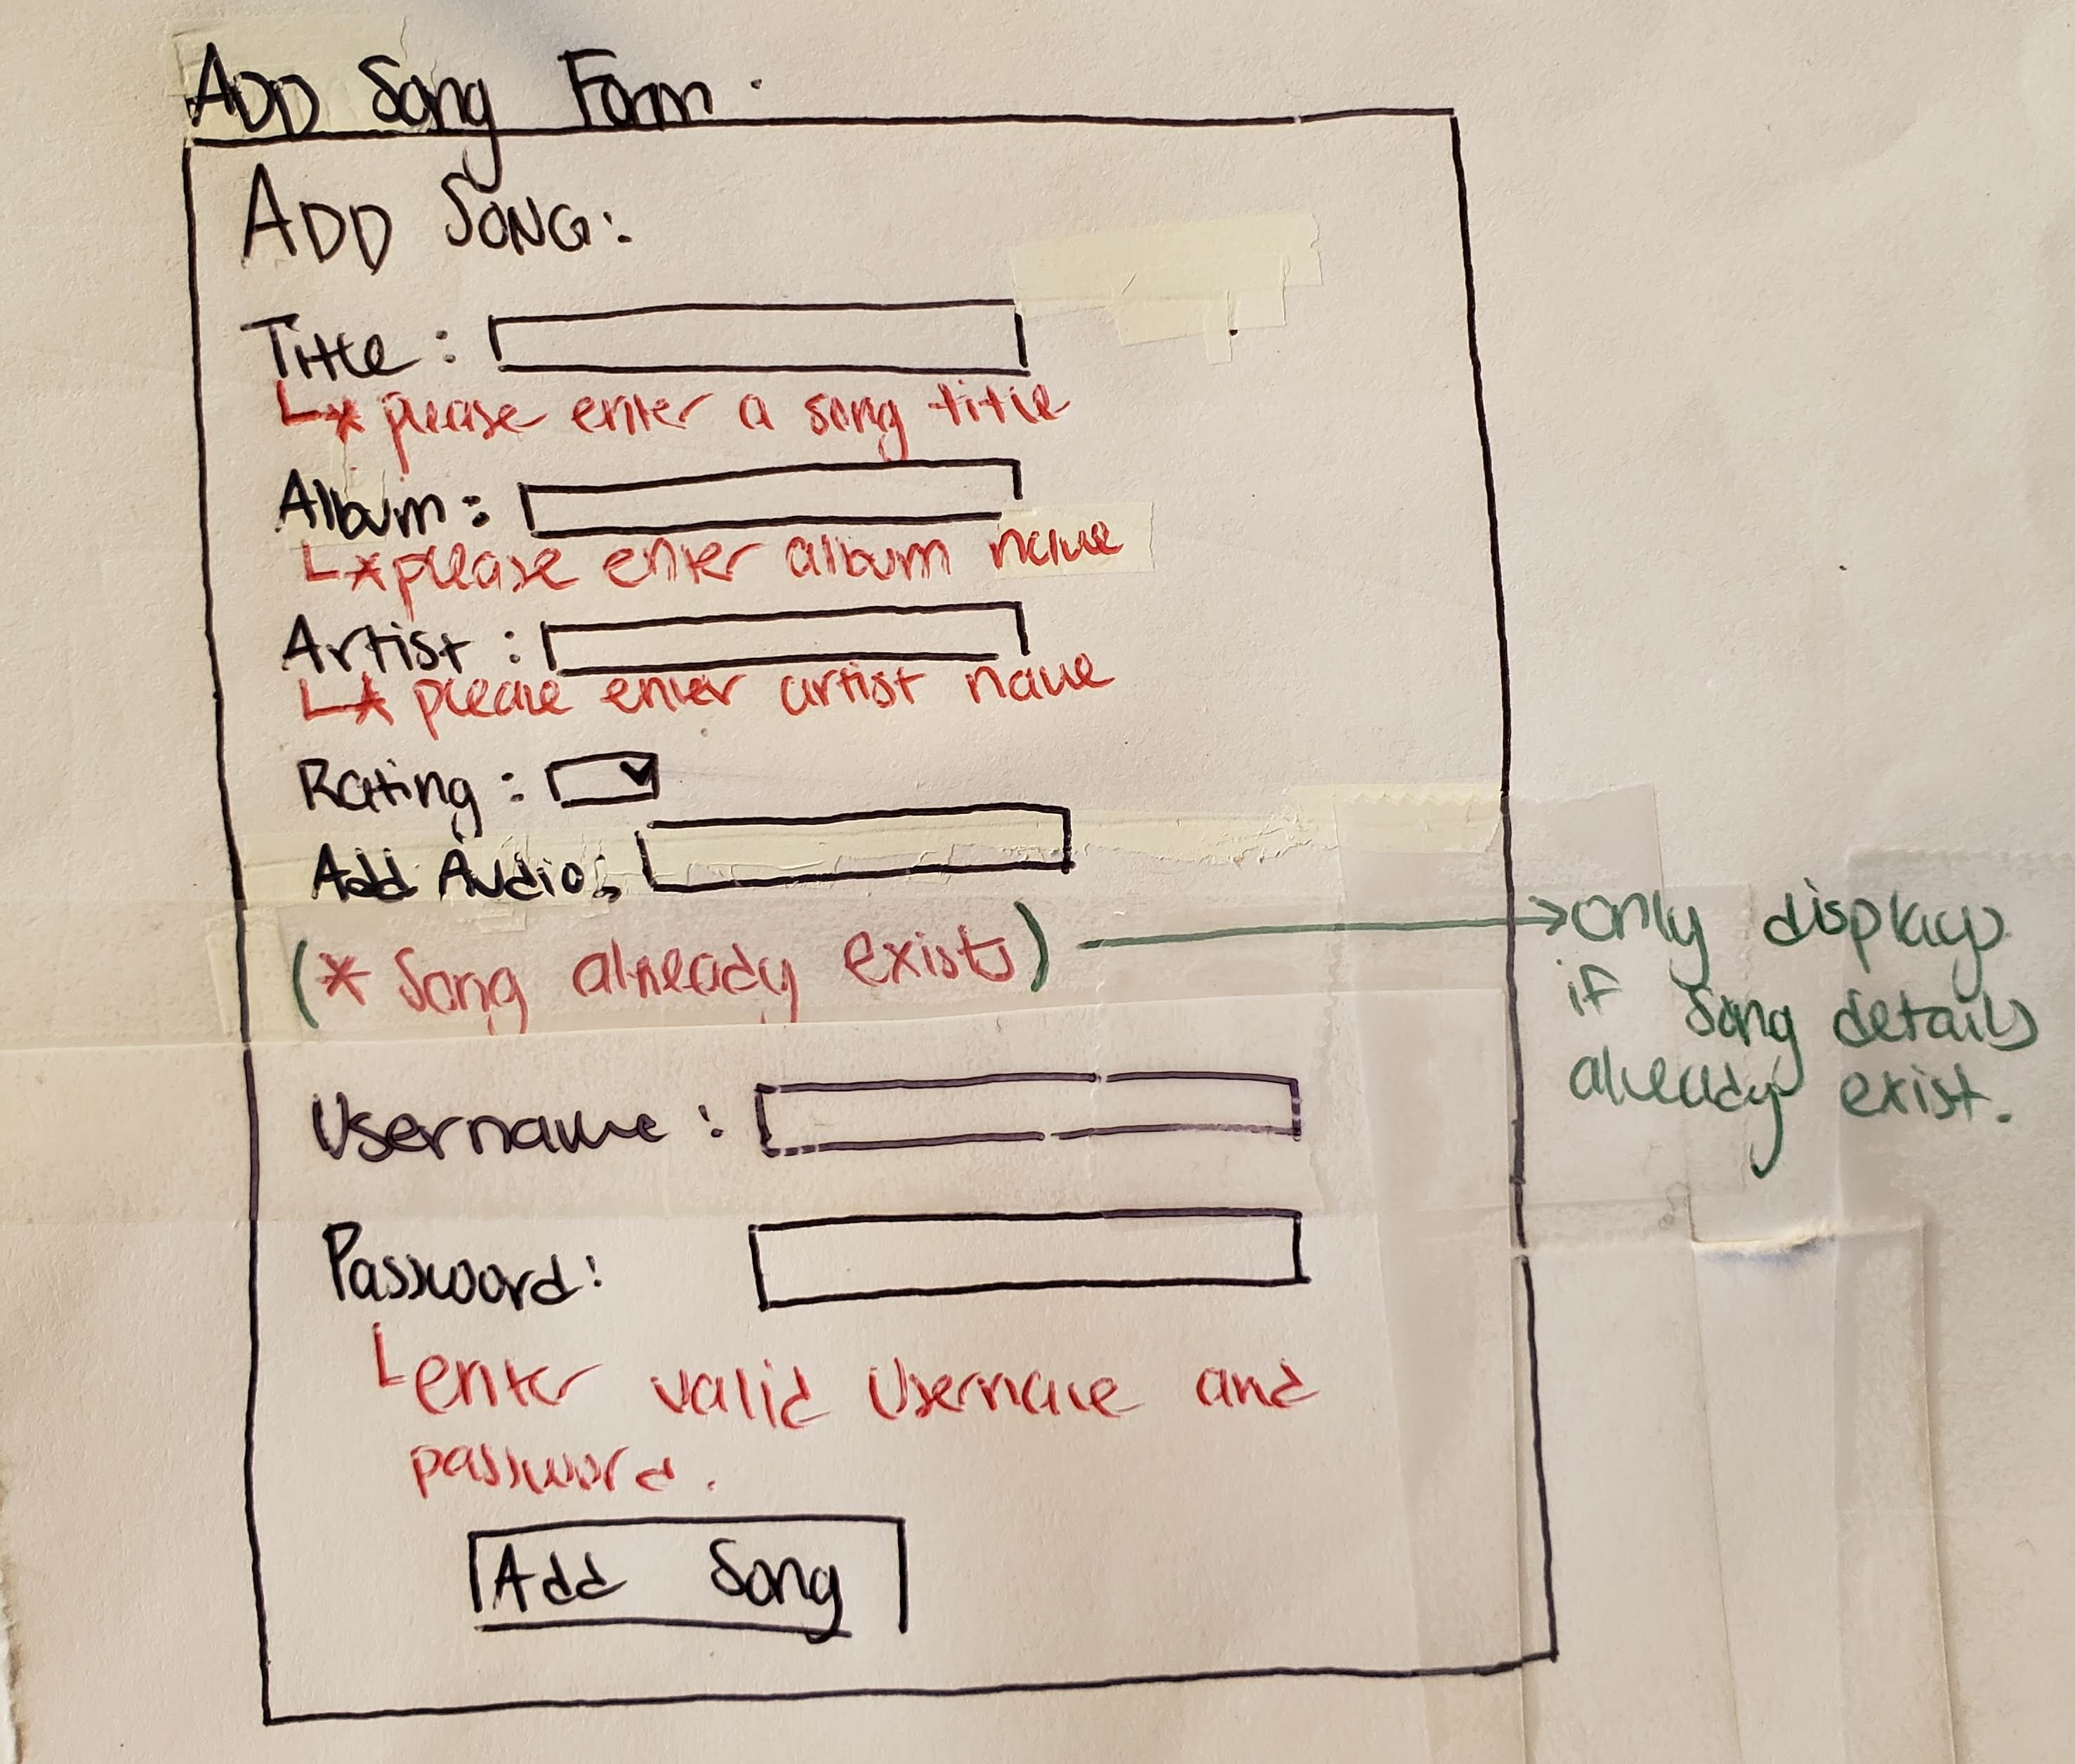 ADD Song Form.
ADD SONG:
Title:
* please enter a song title
Album:
* please enter album name
Artist:
* please enter artist name
Rating:
Add Audio:
(* Song already exists)
only displays
if song details
already exist.
Username:
Password:
enter valid username and
password.
Add Song